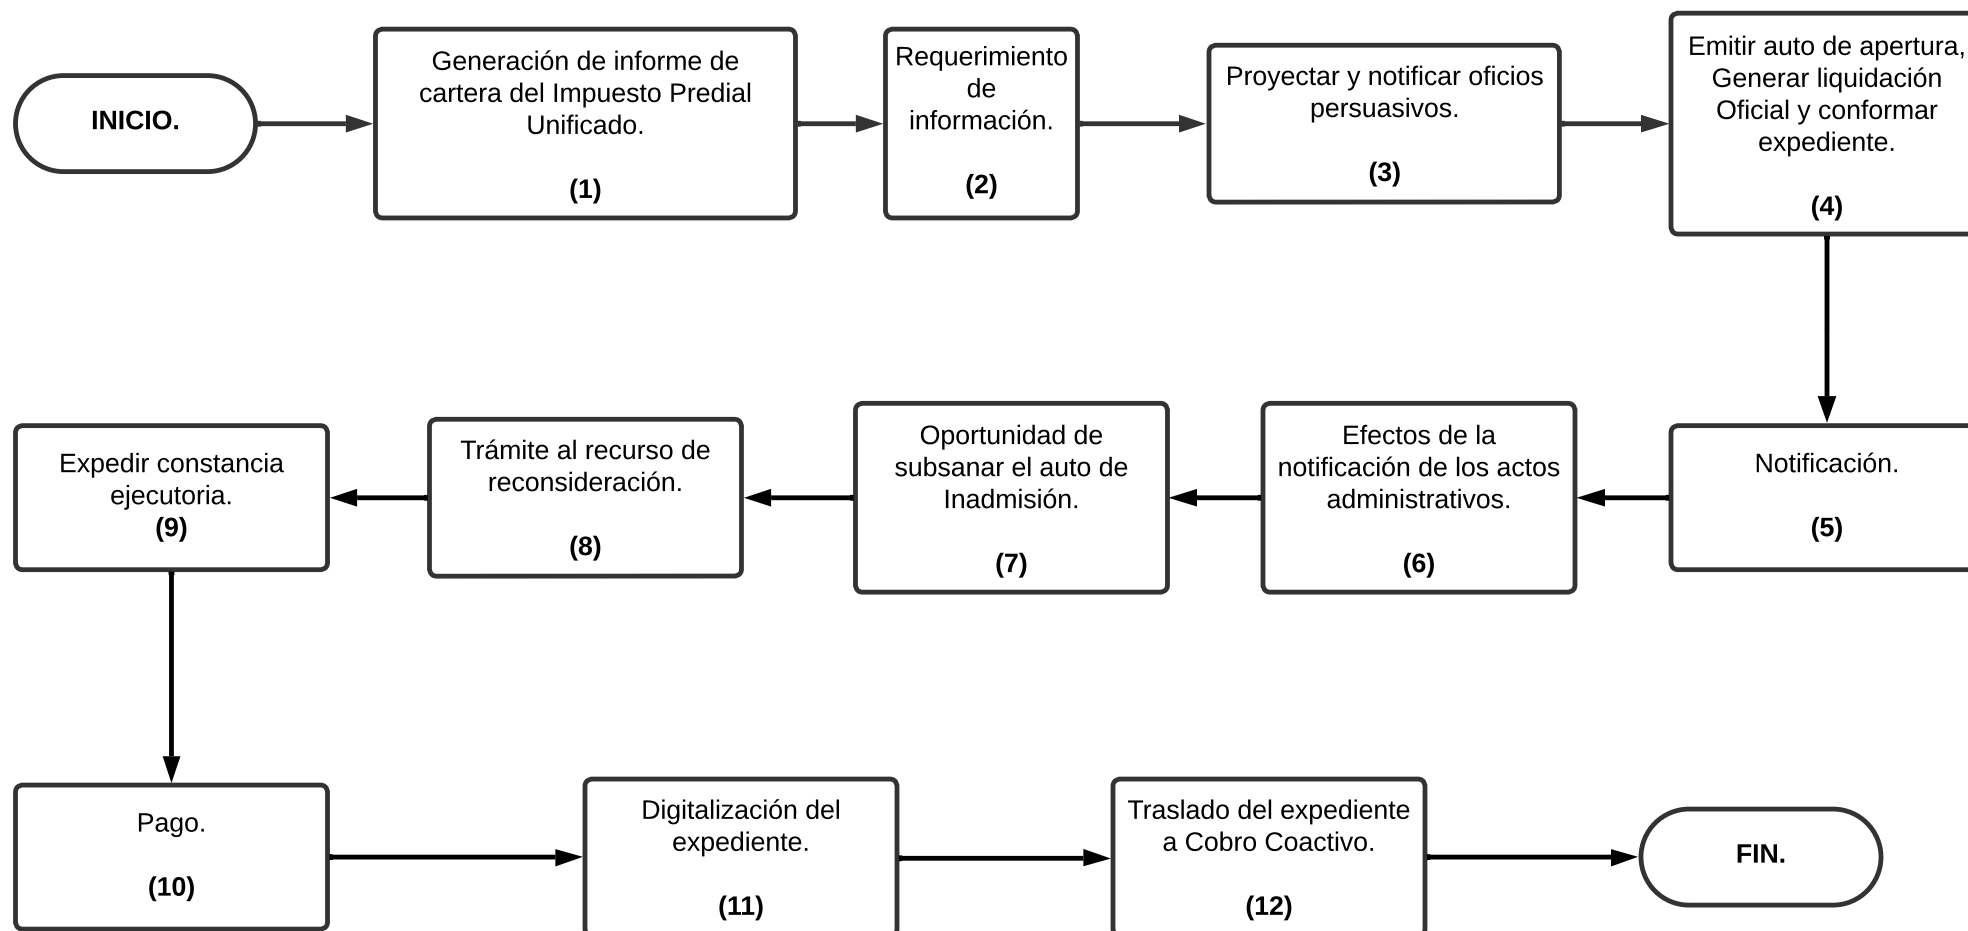 INICIO.
Generación de informe de
cartera del Impuesto Predial
Unificado.
(1)
Requerimiento
de
información.
(2)
Proyectar y notificar oficios
persuasivos.
(3)
Emitir auto de apertura,
Generar liquidación
Oficial y conformar
expediente.
(4)
Notificación.
(5)
Efectos de la
notificación de los actos
administrativos.
(6)
Oportunidad de
subsanar el auto de
Inadmisión.
(7)
Trámite al recurso de
reconsideración.
(8)
Expedir constancia
ejecutoria.
(9)
Pago.
(10)
Digitalización del
expediente.
(11)
Traslado del expediente
a Cobro Coactivo.
(12)
FIN.